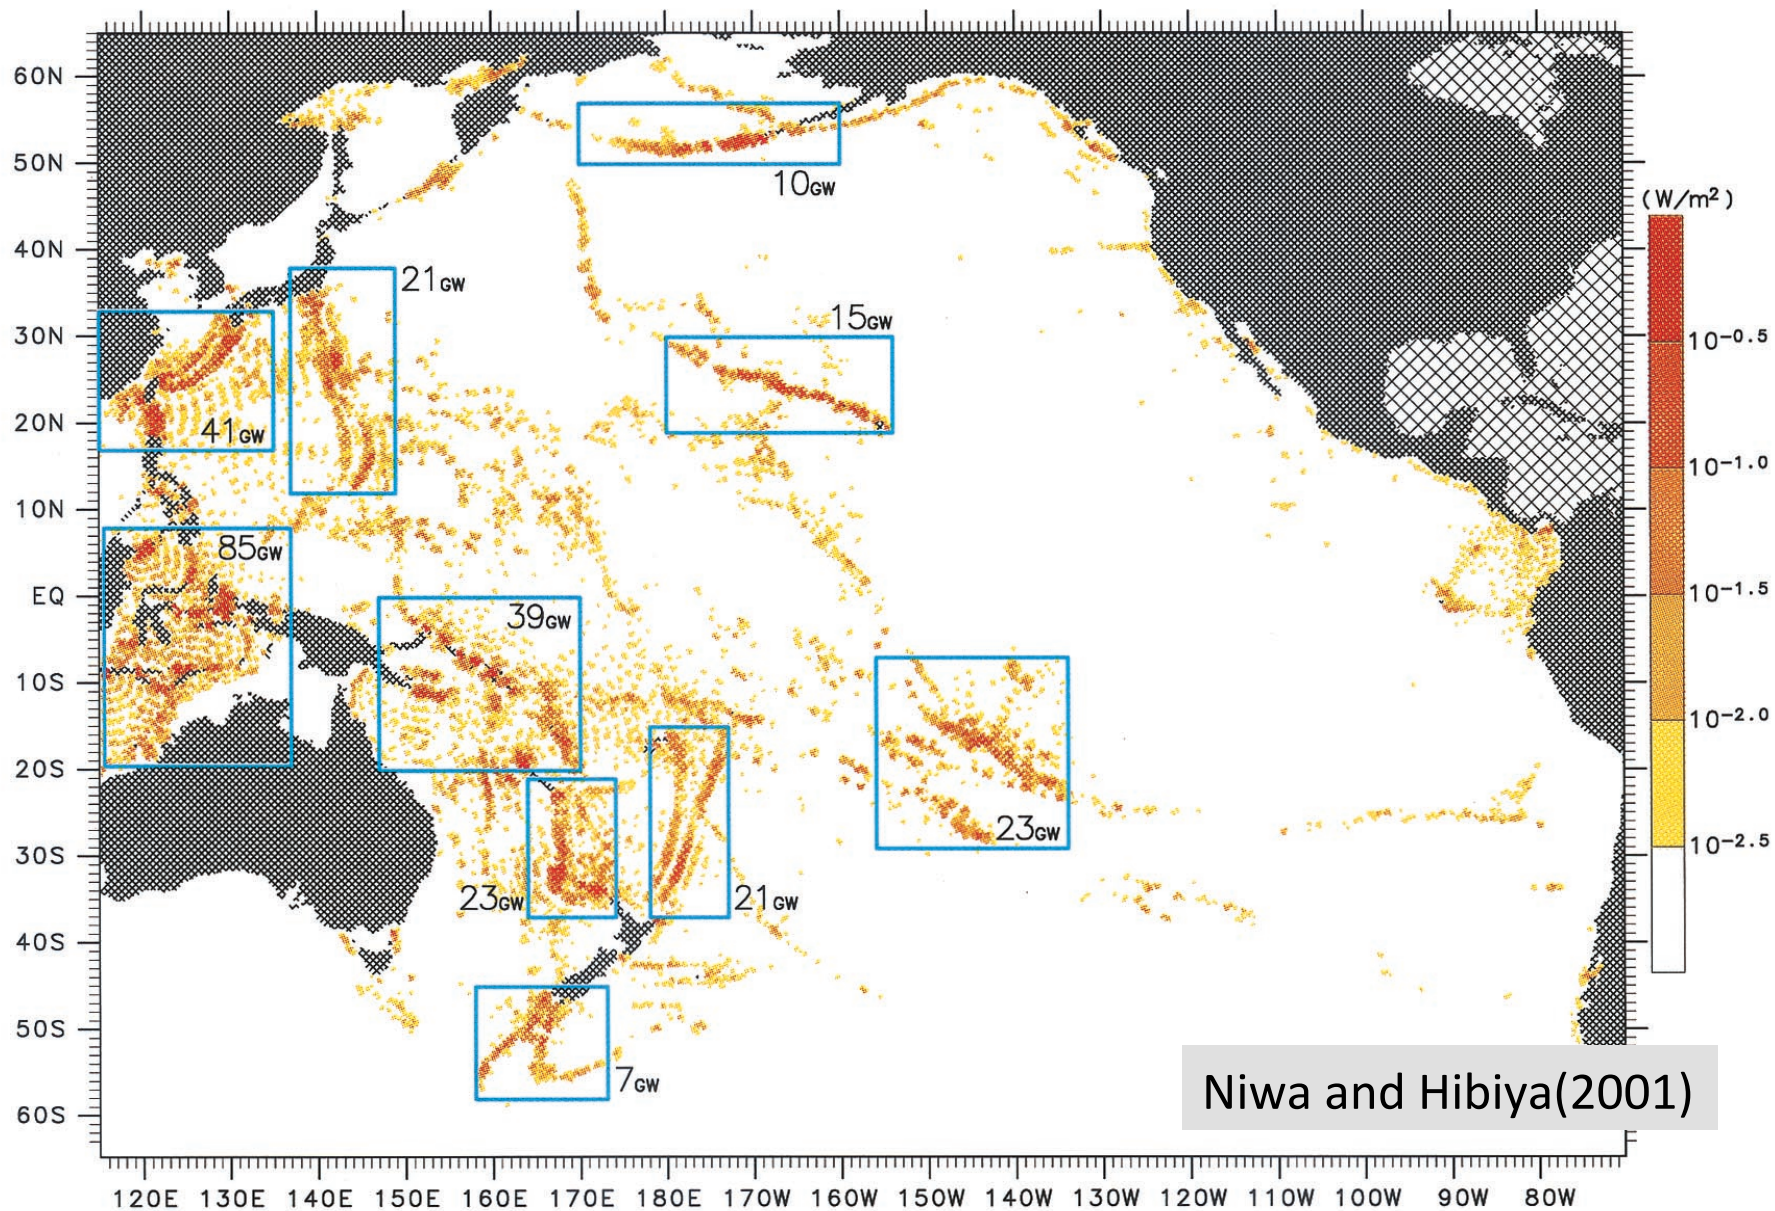 60N
50N
40N
30N
20N
10N
EQ
10S
20S
30S
40S
50S
60S
120E 130E 140E 150E 160E 170E 180E 170W 160W 150W 140W 130W 120W 110W 100W 90W 80W
10GW
21GW
15GW
41GW
85GW
39GW
23GW
23GW
21GW
7GW
(W/m²)
10⁻⁰·⁵
10⁻¹·⁰
10⁻¹·⁵
10⁻²·⁰
10⁻²·⁵
Niwa and Hibiya(2001)